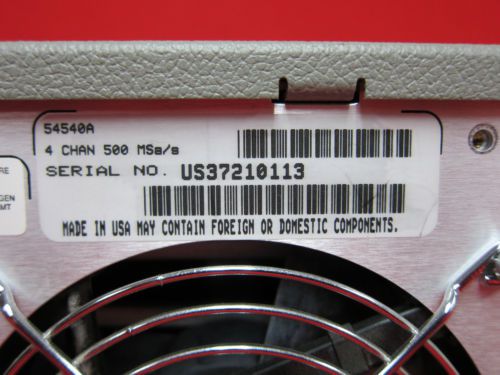 54540A
4 CHAN 500 MSa/s
SERIAL NO. US37210113
MADE IN USA MAY CONTAIN FOREIGN OR DOMESTIC COMPONENTS.